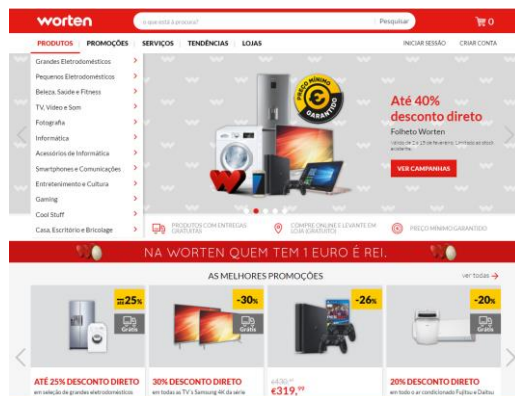 worten
o que está à procura?
Pesquisar
0
PRODUTOS
PROMOÇÕES
SERVIÇOS
TENDÊNCIAS
LOJAS
INICIAR SESSÃO
CRIAR CONTA
Grandes Eletrodomésticos
Pequenos Eletrodomésticos
Beleza, Saúde e Fitness
TV, Vídeo e Som
Fotografia
Informática
Acessórios de Informática
Smartphones e Comunicações
Entretenimento e Cultura
Gaming
Cool Stuff
Casa, Escritório e Bricolage
PREÇO MÍNIMO
GARANTIDO
Até 40%
desconto direto
Folheto Worten
VER CAMPANHAS
PRODUTOS COM ENTREGAS
GRATUITAS
COMPRE ONLINE E LEVANTE EM
LOJA (GRATUITO)
PREÇO MÍNIMO GARANTIDO
NA WORTEN QUEM TEM 1 EURO É REI.
AS MELHORES PROMOÇÕES
ver todas
25%
Grátis
-30%
Grátis
-26%
-20%
Grátis
ATÉ 25% DESCONTO DIRETO
em seleção de grandes eletrodomésticos
30% DESCONTO DIRETO
em todas as TV's Samsung 4K da série
€319,99
20% DESCONTO DIRETO
em todo o ar condicionado Fujitsu e Daitsu